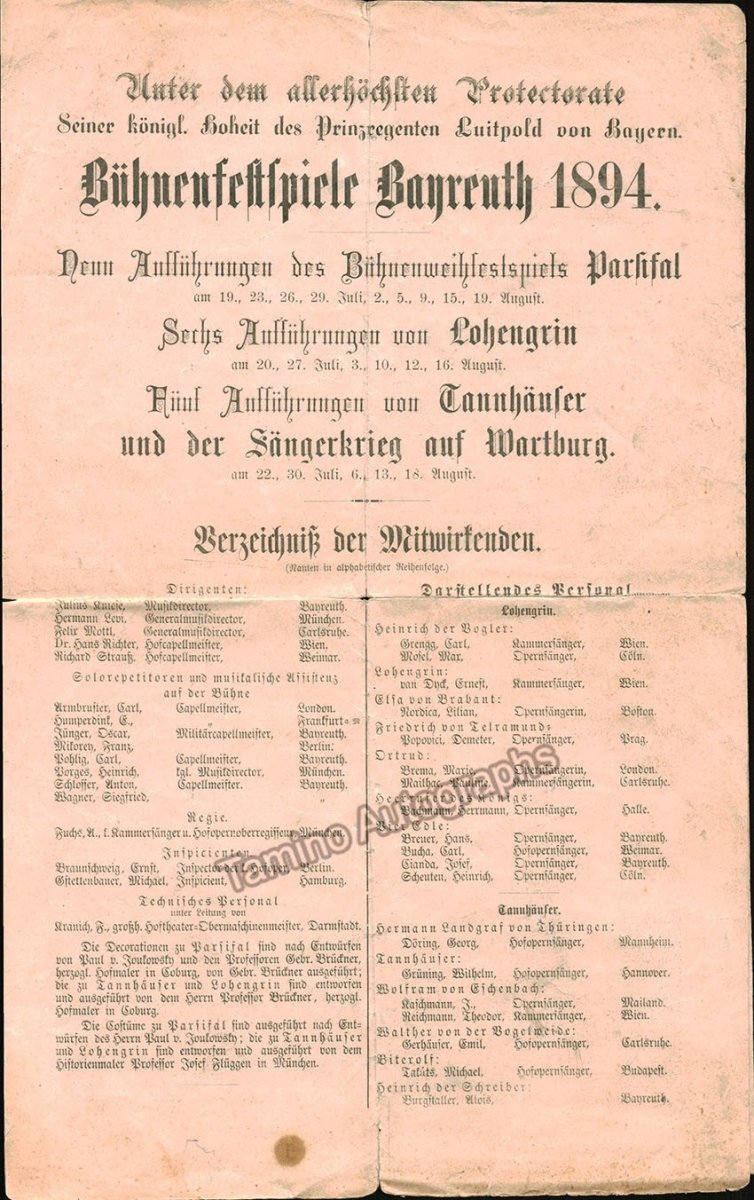 Unter dem allerhöchsten Protectorate
Seiner königl. Hoheit des Prinzregenten Luitpold von Bayern.
Bühnenfestspiele Bayreuth 1894.
Neun Aufführungen des Bühnenweihfestspiels Parsifal
am 19., 23., 26., 29. Juli, 2., 5., 9., 15., 19. August.
Sechs Aufführungen von Lohengrin
am 20., 27. Juli, 3., 10., 12., 16. August.
Fünf Aufführungen von Tannhäuser
und der Sängerkrieg auf Wartburg.
am 22., 30. Juli, 6., 13., 18. August.
Verzeichniß der Mitwirkenden.
(Namen in alphabetischer Reihenfolge.)
Dirigenten:
Julius Kniese, Musikdirector, Bayreuth.
Hermann Levi, Generalmusikdirector, München.
Felix Mottl, Generalmusikdirector, Carlsruhe.
Dr. Hans Richter, Hofcapellmeister, Wien.
Richard Strauß, Hofcapellmeister, Weimar.
Solorepetitoren und musikalische Assistenz
auf der Bühne
Armbruster, Carl, Capellmeister, London.
Humperdink, E., " Frankfurt a M
Jünger, Oscar, Militärcapellmeister, Bayreuth.
Mikorey, Franz, Berlin:
Pohlig, Carl, Capellmeister, Bayreuth.
Porges, Heinrich, kgl. Musikdirector, München.
Schlosser, Anton, Capellmeister. Bayreuth.
Wagner, Siegfried, "
Regie.
Fuchs, A., k. Kammersänger u. Hofopernoberregisseur, München.
Inspicienten.
Braunschweig, Ernst, Inspector der k. Hofoper, Berlin.
Gstettenbauer, Michael, Inspicient, Hamburg.
Technisches Personal
unter Leitung von
Kranich, F., großh. Hoftheater-Obermaschinenmeister, Darmstadt.
Die Decorationen zu Parsifal sind nach Entwürfen
von Paul v. Joukowsky und den Professoren Gebr. Brückner,
herzogl. Hofmaler in Coburg, von Gebr. Brückner ausgeführt;
die zu Tannhäuser und Lohengrin sind entworfen
und ausgeführt von dem Herrn Professor Brückner, herzogl.
Hofmaler in Coburg.
Die Costüme zu Parsifal sind ausgeführt nach Ent-
würfen des Herrn Paul v. Joukowsky; die zu Tannhäuser
und Lohengrin sind entworfen und ausgeführt von dem
Historienmaler Professor Josef Flüggen in München.
Darstellendes Personal
Lohengrin.
Heinrich der Vogler:
Grengg, Carl, Kammersänger, Wien.
Mosel, Max, Opernsänger, Cöln.
Lohengrin:
van Dyck, Ernest, Kammersänger, Wien.
Elsa von Brabant:
Nordica, Lilian, Opernsängerin, Boston.
Friedrich von Telramund:
Popovici, Demeter, Opernsänger, Prag.
Ortrud:
Brema, Marie, Opernsängerin, London.
Mailhac, Pauline, Kammersängerin, Carlsruhe.
Heerrufer des Königs:
Bachmann, Herrmann, Opernsänger, Halle.
Vier Edle:
Breuer, Hans, Opernsänger, Bayreuth.
Bucha, Carl, Hofopernsänger, Weimar.
Cianda, Josef, Opernsänger, Bayreuth.
Scheuten, Heinrich, Opernsänger, Cöln.
Tannhäuser.
Hermann Landgraf von Thüringen:
Döring, Georg, Hofopernsänger, Mannheim.
Tannhäuser:
Grüning, Wilhelm, Hofopernsänger, Hannover.
Wolfram von Eschenbach:
Kaschmann, J., Opernsänger, Mailand.
Reichmann, Theodor, Kammersänger, Wien.
Walther von der Vogelweide:
Gerhäuser, Emil, Hofopernsänger, Carlsruhe.
Biterolf:
Takáts, Michael, Hofopernsänger, Budapest.
Heinrich der Schreiber:
Burgstaller, Alois, Bayreuth.
Tamino Autographs